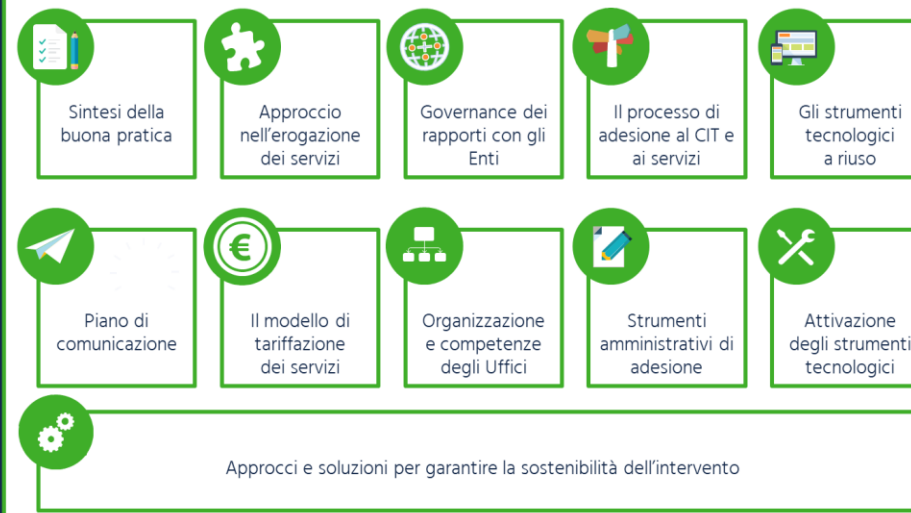 Sintesi della
buona pratica
Approccio
nell'erogazione
dei servizi
Governance dei
rapporti con gli
Enti
Il processo di
adesione al CIT e
ai servizi
Gli strumenti
tecnologici
a riuso
Piano di
comunicazione
€
Il modello di
tariffazione
dei servizi
Organizzazione
e competenze
degli Uffici
Strumenti
amministrativi di
adesione
Attivazione
degli strumenti
tecnologici
Approcci e soluzioni per garantire la sostenibilità dell'intervento